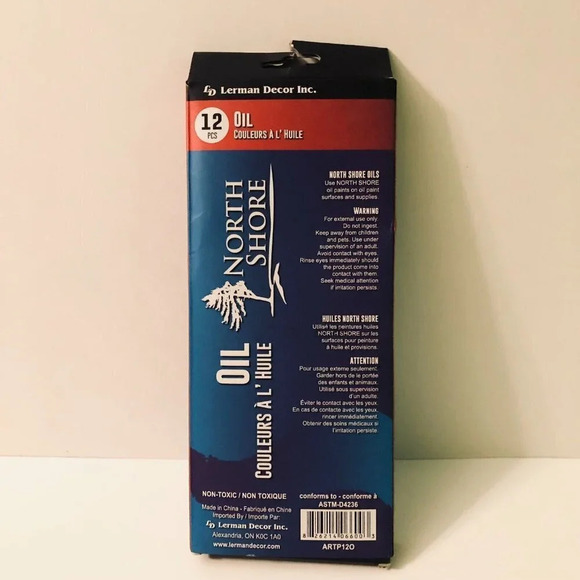 LD Lerman Decor Inc.
12
PCS
OIL
COULEURS À L' HUILE
NORTH
SHORE
OIL
COULEURS À L' HUILE
NORTH SHORE OILS
Use NORTH SHORE
oil paints on oil paint
surfaces and supplies.
WARNING
For external use only.
Do not ingest.
Keep away from children
and pets. Use under
supervision of an adult.
Avoid contact with eyes.
Rinse eyes immediately should
the product come into
contact with them.
Seek medical attention
if irritation persists.
HUILES NORTH SHORE
Utilisé les peintures huiles
NORTH SHORE sur les
surfaces pour peinture
à huile et provisions.
ATTENTION
Pour usage externe seulement.
Garder hors de le portée
des enfants et animaux.
Utilisé sous supervision
d'un adulte.
Éviter le contact avec les yeux.
En cas de contacte avec les yeux,
rincer immédiatement.
Obtenir des soins médicaux si
l'irritation persiste.
NON-TOXIC / NON TOXIQUE
Made in China - Fabriqué en Chine
Imported By / Importe Par:
LD Lerman Decor Inc.
Alexandria, ON K0C 1A0
www.lermandecor.com
conforms to - conforme à
ASTM-D4236
8 26214 06600 3
ARTP12O